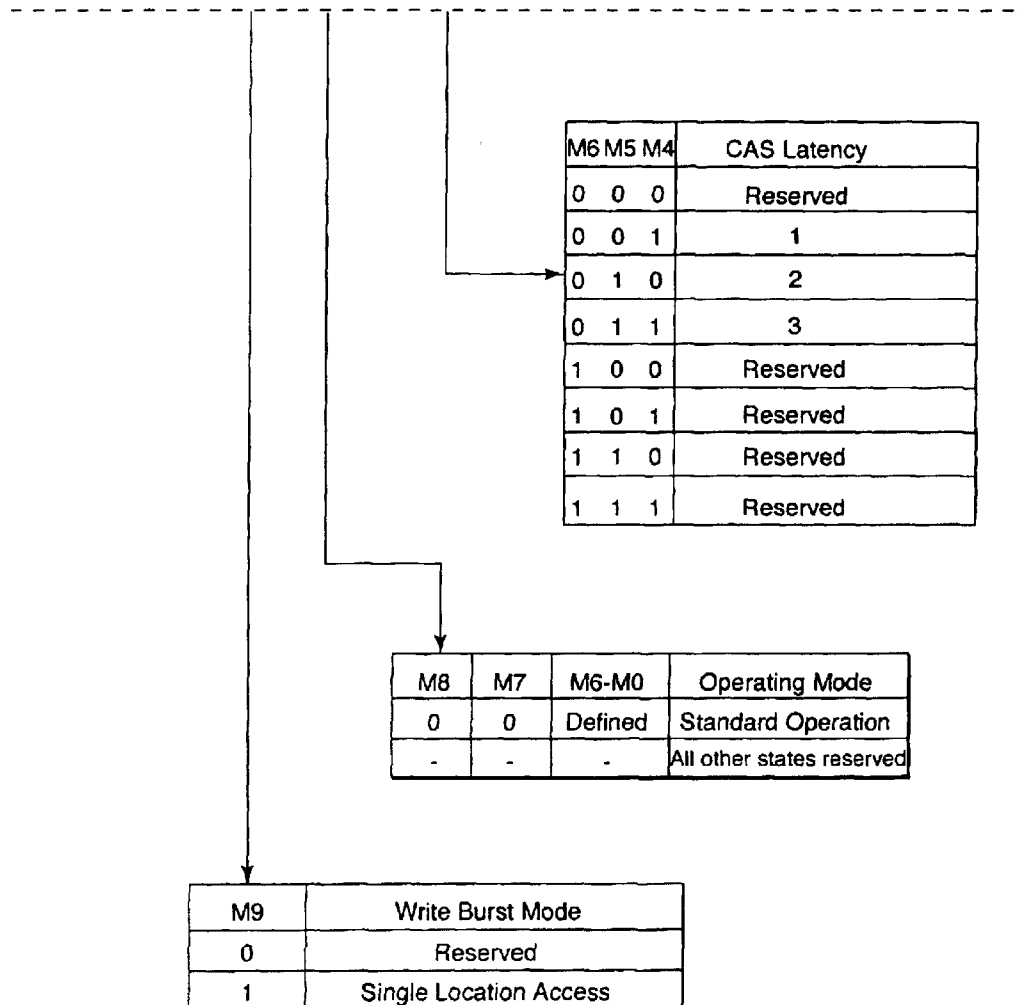 M6 M5 M4 CAS Latency
0 0 0 Reserved
0 0 1 1
0 1 0 2
0 1 1 3
1 0 0 Reserved
1 0 1 Reserved
1 1 0 Reserved
1 1 1 Reserved
M8 M7 M6-M0 Operating Mode
0 0 Defined Standard Operation
- - - All other states reserved
M9 Write Burst Mode
0 Reserved
1 Single Location Access